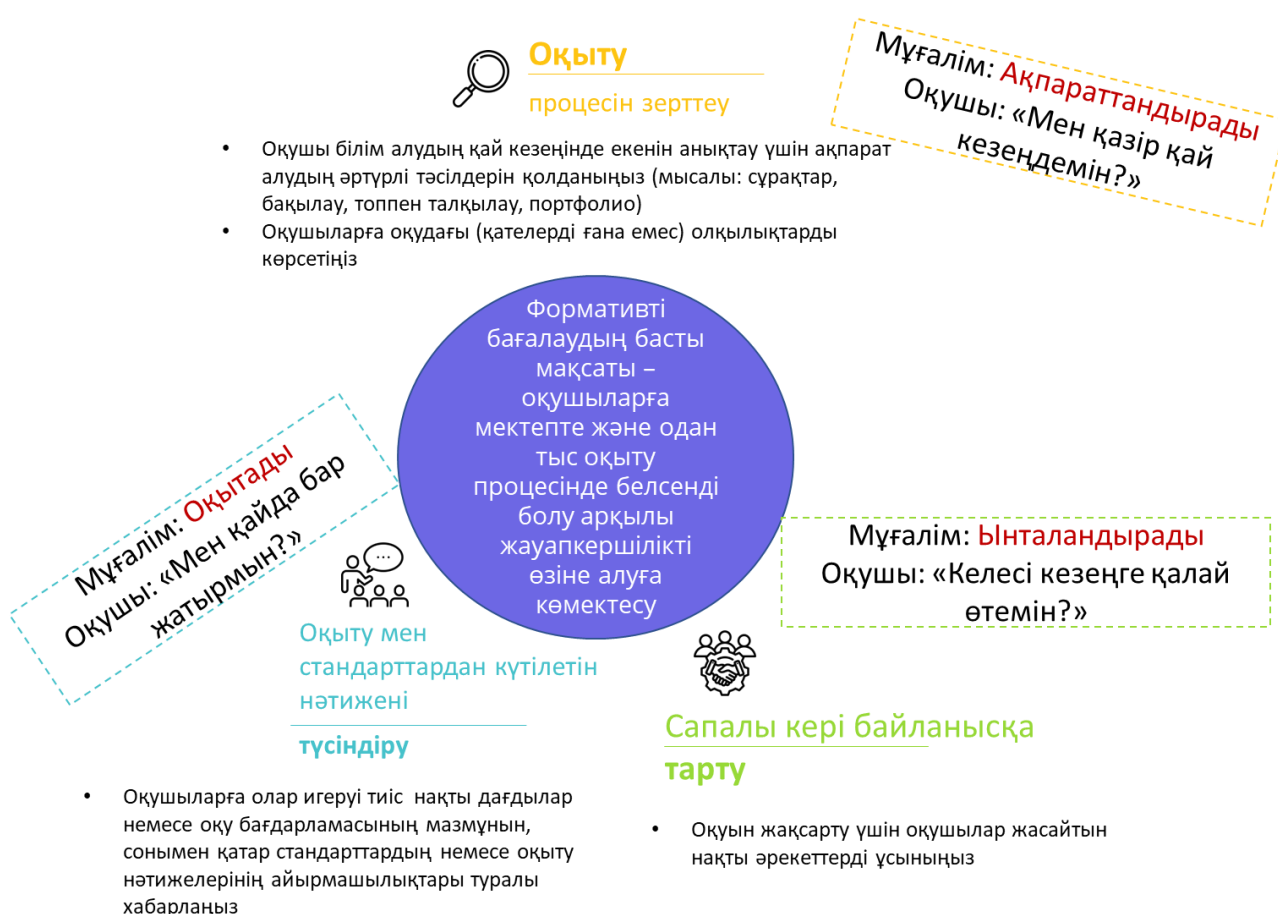 Оқыту
процесін зерттеу
Мұғалім: Ақпараттандырады
Оқушы: «Мен қазір қай
кезеңдемін?»
• Оқушы білім алудың қай кезеңінде екенін анықтау үшін ақпарат
алудың әртүрлі тәсілдерін қолданыңыз (мысалы: сұрақтар,
бақылау, топпен талқылау, портфолио)
• Оқушыларға оқудағы (қателерді ғана емес) олқылықтарды
көрсетіңіз
Формативті
бағалаудың басты
мақсаты –
оқушыларға
мектепте және одан
тыс оқыту
процесінде белсенді
болу арқылы
жауапкершілікті
өзіне алуға
көмектесу
Мұғалім: Оқытады
Оқушы: «Мен қайда бар
жатырмын?»
Мұғалім: Ынталандырады
Оқушы: «Келесі кезеңге қалай
өтемін?»
Оқыту мен
стандарттардан күтілетін
нәтижені
түсіндіру
• Оқушыларға олар игеруі тиіс нақты дағдылар
немесе оқу бағдарламасының мазмұнын,
сонымен қатар стандарттардың немесе оқыту
нәтижелерінің айырмашылықтары туралы
хабарлаңыз
Сапалы кері байланысқа
тарту
• Оқуын жақсарту үшін оқушылар жасайтын
нақты әрекеттерді ұсыныңыз